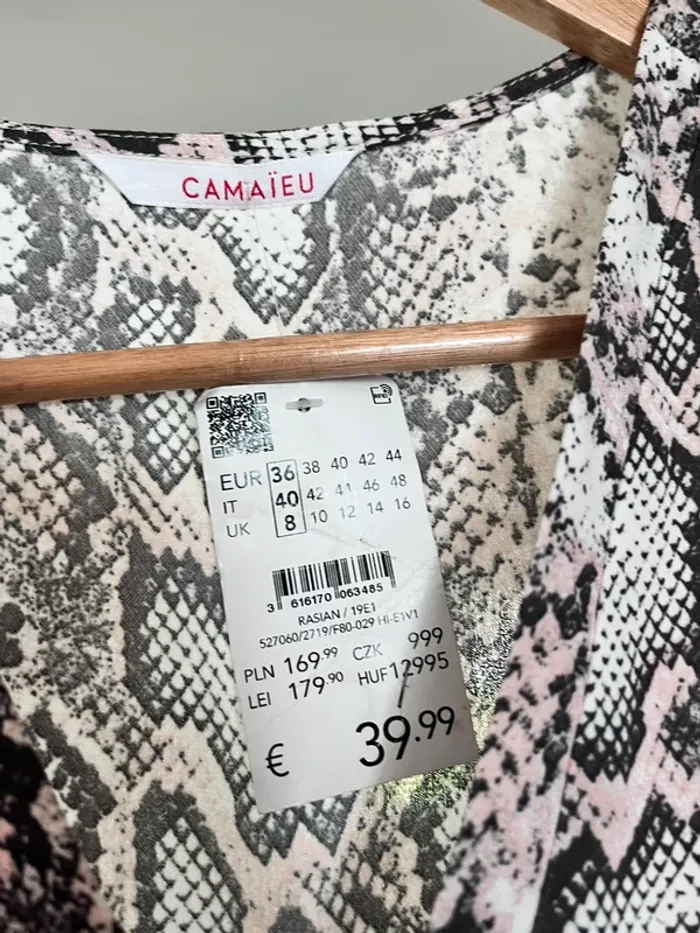 CAMAÏEU
RFID
EUR 36 38 40 42 44
IT 40 42 44 46 48
UK 8 10 12 14 16
3 616170 063485
RASIAN / 19E1
527060/2719/F80-029 HI-E1V1
PLN 169.99 CZK 999
LEI 179.90 HUF 12995
€ 39.99